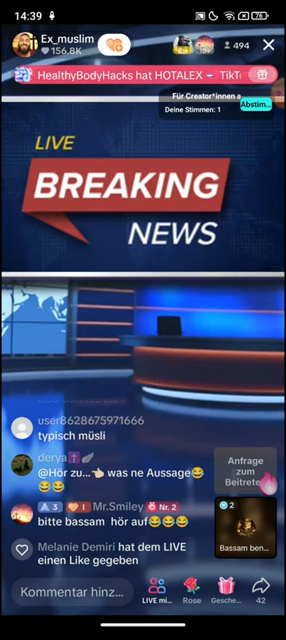 14:39
76
Ex_muslim
156.8K
494
HealthyBodyHacks hat HOTALEX
TikT
Für Creator*innen a
Deine Stimmen: 1
Abstim...
LIVE
BREAKING
NEWS
user8628675971666
typisch müsli
derya✝️🪽
@Hör zu...👈🏻 was ne Aussage😂
😂😂
3 1 Mr.Smiley Nr. 2
bitte bassam hör auf😂😂😂
Melanie Demiri hat dem LIVE
einen Like gegeben
Anfrage
zum
Beitrete
2
Bassam ben...
Kommentar hinz...
LIVE mi...
Rose
Gesche...
42